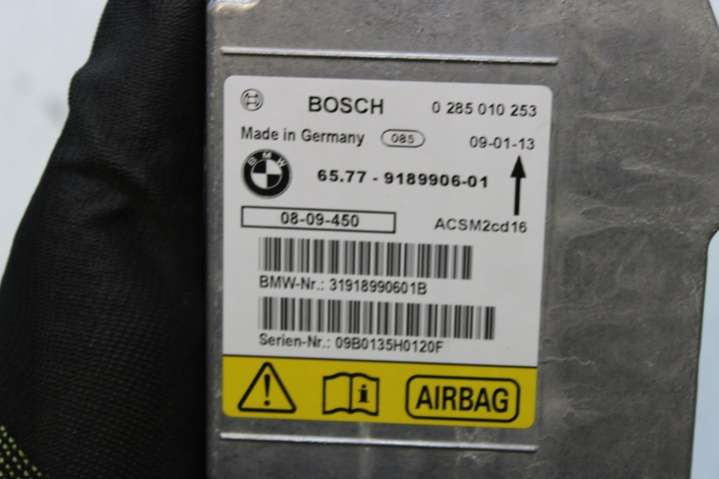 BOSCH 0 285 010 253
Made in Germany 085 09-01-13
BMW 65.77 - 9189906-01
08-09-450 ACSM2cd16
BMW-Nr.: 31918990601B
Serien-Nr.: 09B0135H0120F
AIRBAG